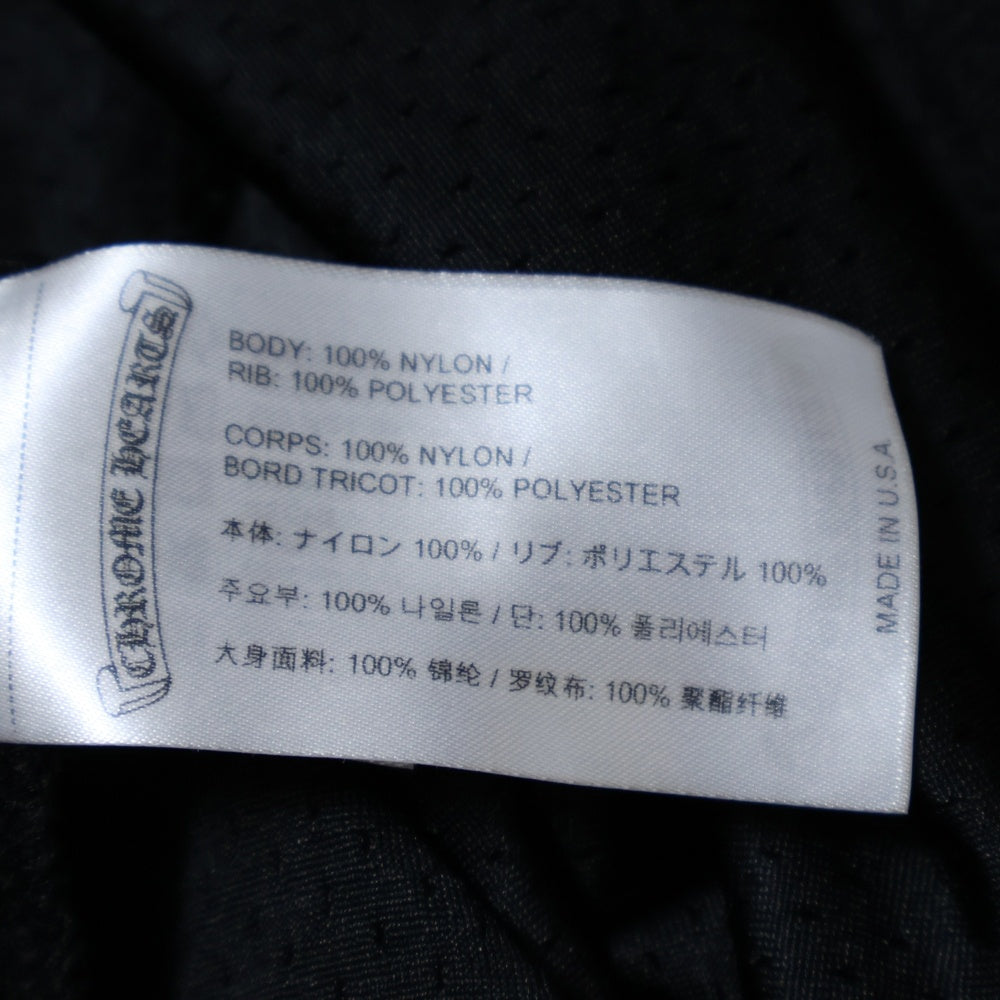 CHROME HEARTS
BODY: 100% NYLON /
RIB: 100% POLYESTER
CORPS: 100% NYLON /
BORD TRICOT: 100% POLYESTER
本体: ナイロン 100% / リブ: ポリエステル 100%
주요부: 100% 나일론 / 단: 100% 폴리에스터
大身面料: 100% 锦纶 / 罗纹布: 100% 聚酯纤维
MADE IN U.S.A.